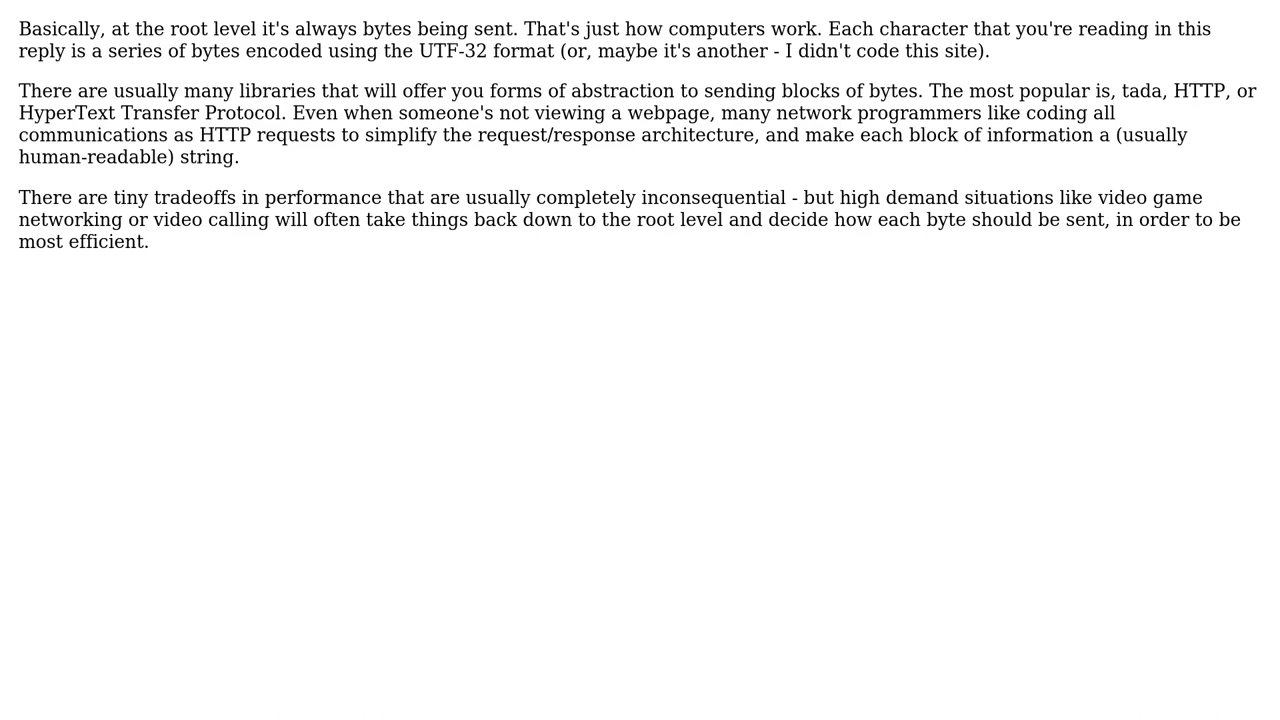 Basically, at the root level it's always bytes being sent. That's just how computers work. Each character that you're reading in this
reply is a series of bytes encoded using the UTF-32 format (or, maybe it's another - I didn't code this site).
There are usually many libraries that will offer you forms of abstraction to sending blocks of bytes. The most popular is, tada, HTTP, or
HyperText Transfer Protocol. Even when someone's not viewing a webpage, many network programmers like coding all
communications as HTTP requests to simplify the request/response architecture, and make each block of information a (usually
human-readable) string.
There are tiny tradeoffs in performance that are usually completely inconsequential - but high demand situations like video game
networking or video calling will often take things back down to the root level and decide how each byte should be sent, in order to be
most efficient.